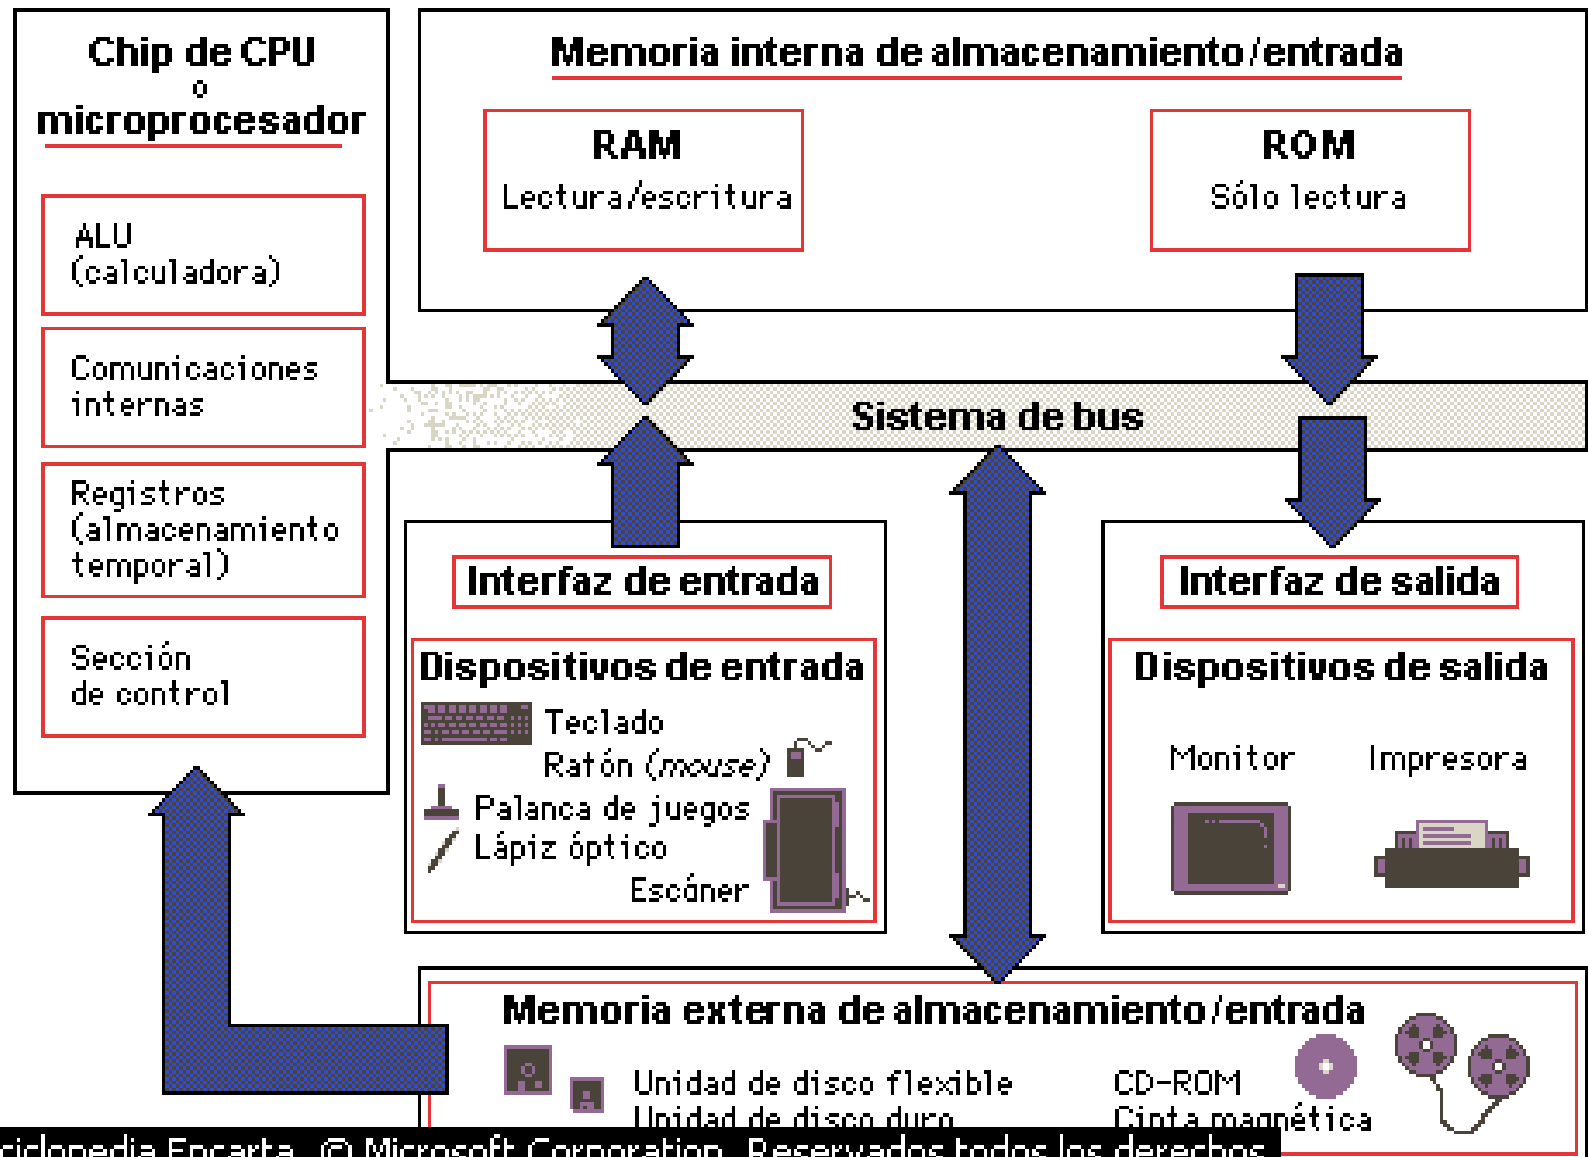 Chip de CPU
o
microprocesador
ALU
(calculadora)
Comunicaciones
internas
Registros
(almacenamiento
temporal)
Sección
de control
Memoria interna de almacenamiento/entrada
RAM
Lectura/escritura
ROM
Sólo lectura
Sistema de bus
Interfaz de entrada
Dispositivos de entrada
Teclado
Ratón (mouse)
Palanca de juegos
Lápiz óptico
Escáner
Interfaz de salida
Dispositivos de salida
Monitor
Impresora
Memoria externa de almacenamiento/entrada
Unidad de disco flexible
Unidad de disco duro
CD-ROM
Cinta magnética
Encarta, © Microsoft Corporation. Reservados todos los derechos.